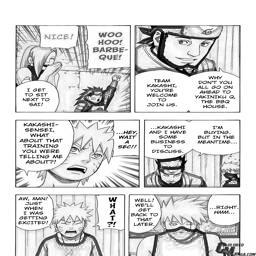 WHY
DON'T
YOU ALL
GO ON
AHEAD TO
YAKINIKU Q,
THE BBQ
HOUSE.
TEAM
KAKASHI,
YOU'RE
WELCOME
TO JOIN US.
WOO
HOO!
BARBE-
QUE!
NICE!
I GET
TO SIT
NEXT TO
SAI!
I'M
BUYING,
BUT IN THE
MEANTIME...
...KAKASHI
AND I HAVE
SOME
BUSINESS
TO
DISCUSS.
...HEY,
WAIT A
SEC!!
KAKASHI-
SENSEI,
WHAT
ABOUT THAT
TRAINING
YOU WERE
TELLING ME
ABOUT?!
...RIGHT.
HMM...
WELL!
WE'LL GET
BACK TO
THAT
LATER.
WHAT?!
AW, MAN!
JUST
WHEN I
WAS
GETTING
EXCITED!